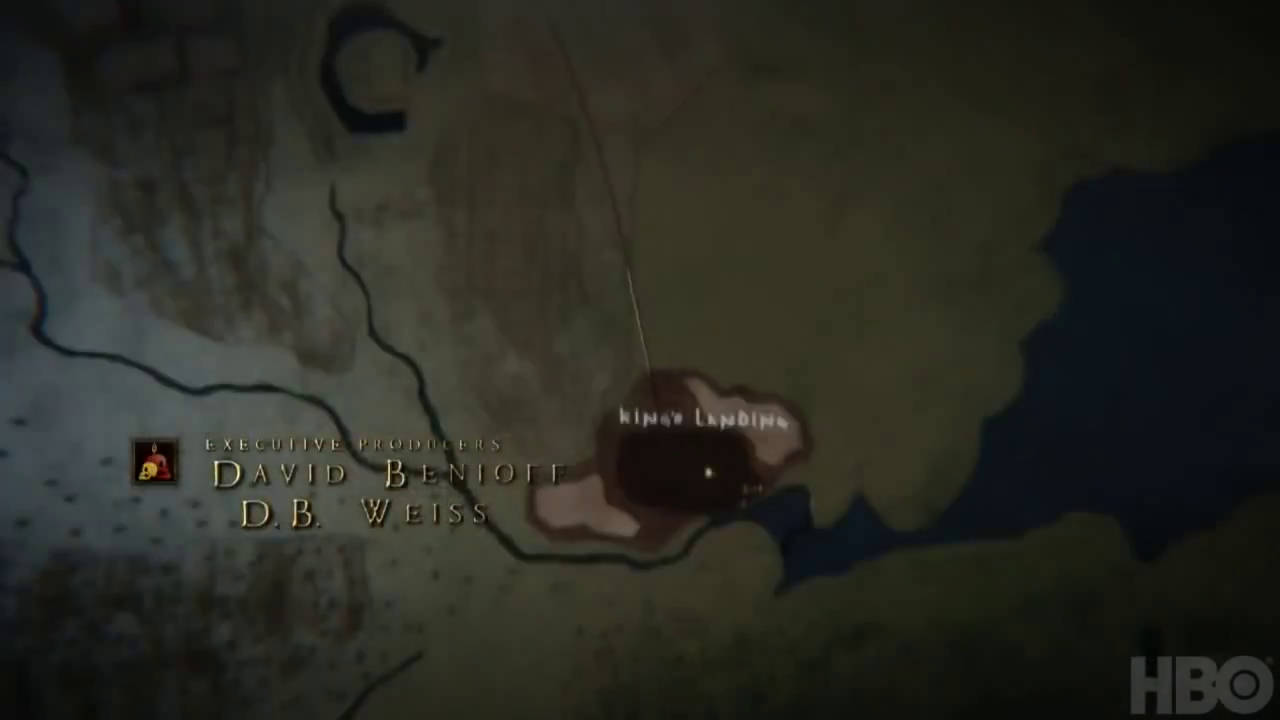 C
King's Landing
Executive Producers
David Benioff
D.B. Weiss
HBO